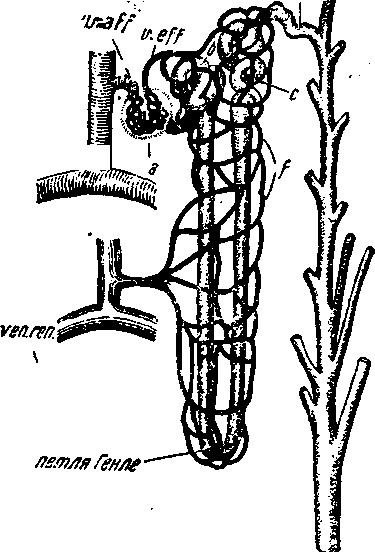 v.aff
v.eff
c
a
f
ven.ren.
петля Генле